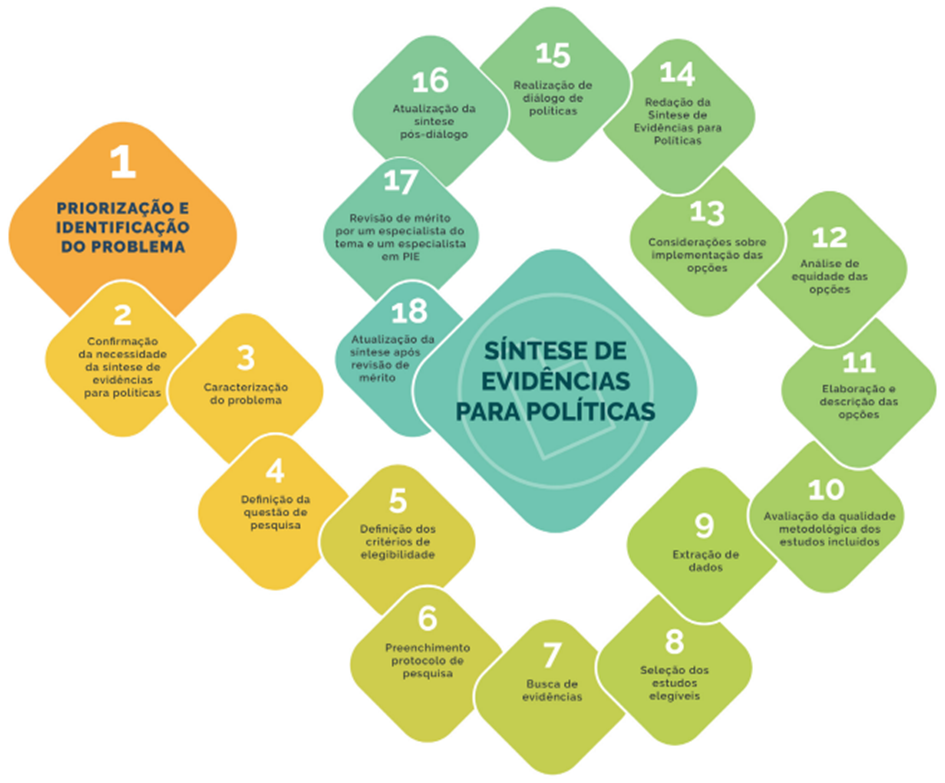 1
PRIORIZAÇÃO E
IDENTIFICAÇÃO
DO PROBLEMA
2
Confirmação
da necessidade
da síntese de
evidências
para políticas
3
Caracterização
do problema
4
Definição da
questão de
pesquisa
5
Definição dos
critérios de
elegibilidade
6
Preenchimento
protocolo de
pesquisa
7
Busca de
evidências
8
Seleção dos
estudos
elegíveis
9
Extração de
dados
10
Avaliação da qualidade
metodológica dos
estudos incluídos
11
Elaboração e
descrição das
opções
12
Análise de
equidade das
opções
13
Considerações sobre
implementação das
opções
14
Redação da
Síntese de
Evidências para
Políticas
15
Realização de
diálogo de
políticas
16
Atualização da
síntese
pós-diálogo
17
Revisão de mérito
por um especialista do
tema e um especialista
em PIE
18
Atualização da
síntese após
revisão de
mérito
SÍNTESE DE
EVIDÊNCIAS
PARA POLÍTICAS